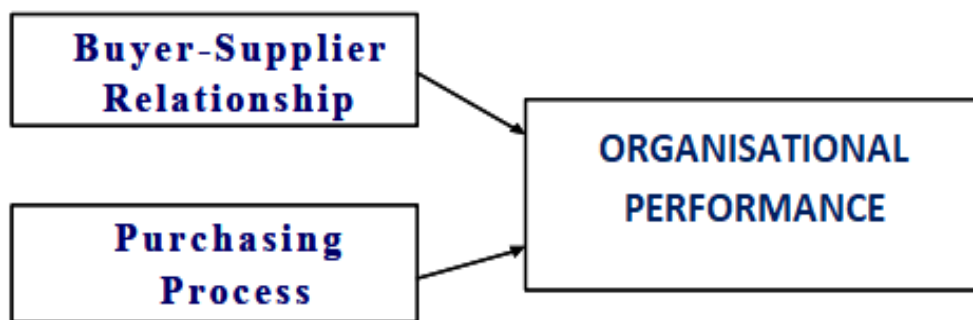 Buyer-Supplier
Relationship
ORGANISATIONAL
PERFORMANCE
Purchasing
Process